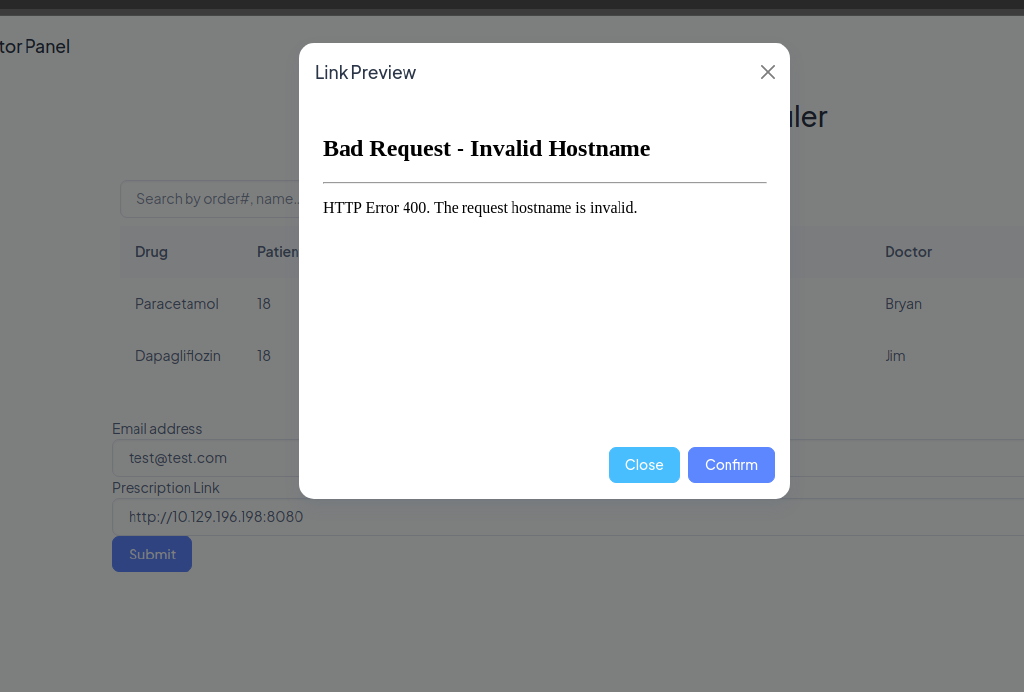 tor Panel
Link Preview
uler
Bad Request - Invalid Hostname
Search by order#, name..
HTTP Error 400. The request hostname is invalid.
Drug Patien Doctor
Paracetamol 18 Bryan
Dapagliflozin 18 Jim
Email address
test@test.com
Close Confirm
Prescription Link
http://10.129.196.198:8080
Submit